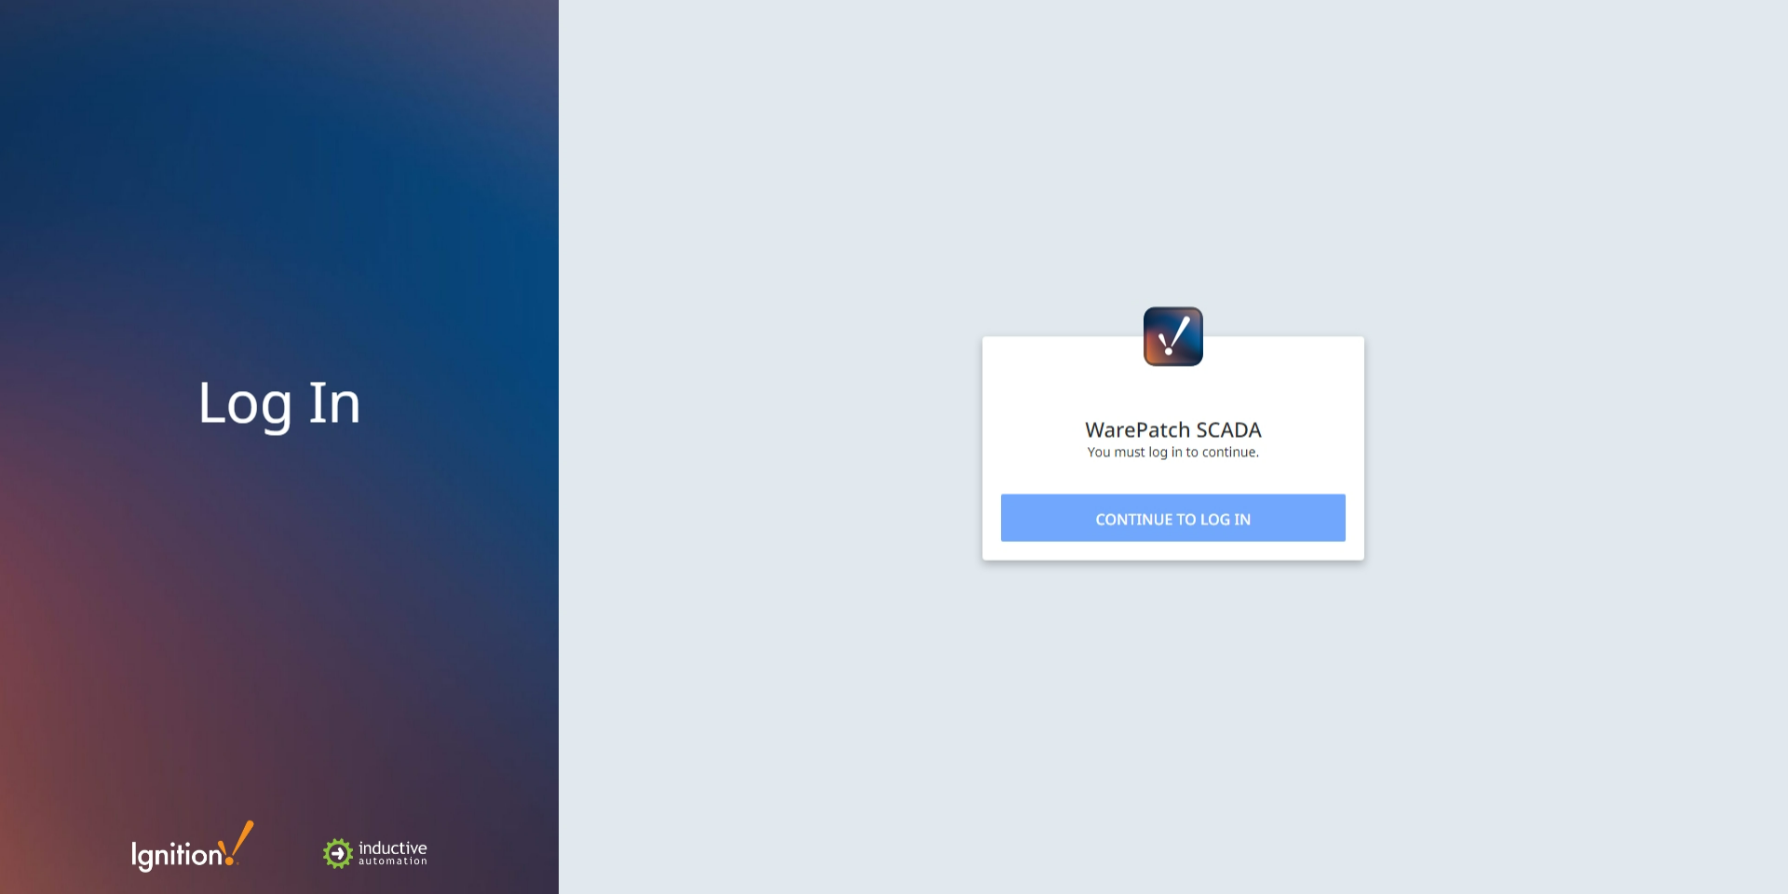 Log In
Ignition!
inductive
automation
WarePatch SCADA
You must log in to continue.
CONTINUE TO LOG IN